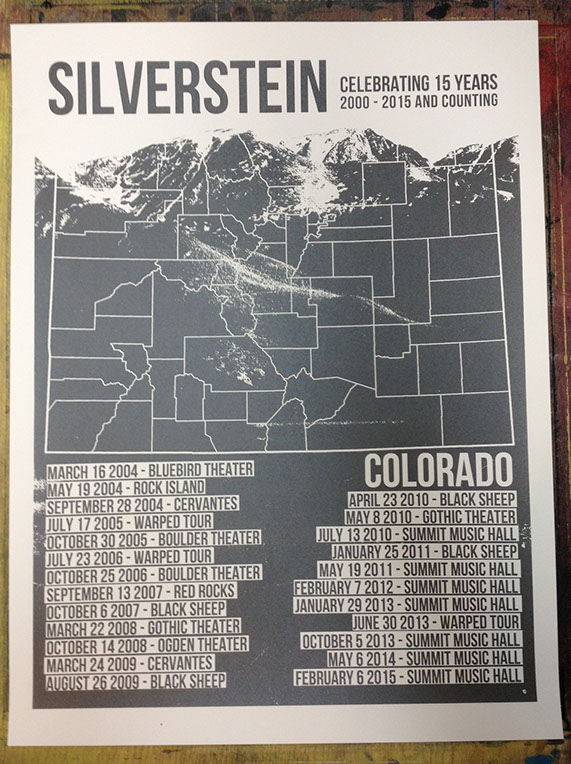 SILVERSTEIN
CELEBRATING 15 YEARS
2000 - 2015 AND COUNTING
MARCH 16 2004 - BLUEBIRD THEATER
MAY 19 2004 - ROCK ISLAND
SEPTEMBER 28 2004 - CERVANTES
JULY 17 2005 - WARPED TOUR
OCTOBER 30 2005 - BOULDER THEATER
JULY 23 2006 - WARPED TOUR
OCTOBER 25 2006 - BOULDER THEATER
SEPTEMBER 13 2007 - RED ROCKS
OCTOBER 6 2007 - BLACK SHEEP
MARCH 22 2008 - GOTHIC THEATER
OCTOBER 14 2008 - OGDEN THEATER
MARCH 24 2009 - CERVANTES
AUGUST 26 2009 - BLACK SHEEP
COLORADO
APRIL 23 2010 - BLACK SHEEP
MAY 8 2010 - GOTHIC THEATER
JULY 13 2010 - SUMMIT MUSIC HALL
JANUARY 25 2011 - BLACK SHEEP
MAY 19 2011 - SUMMIT MUSIC HALL
FEBRUARY 7 2012 - SUMMIT MUSIC HALL
JANUARY 29 2013 - SUMMIT MUSIC HALL
JUNE 30 2013 - WARPED TOUR
OCTOBER 5 2013 - SUMMIT MUSIC HALL
MAY 6 2014 - SUMMIT MUSIC HALL
FEBRUARY 6 2015 - SUMMIT MUSIC HALL